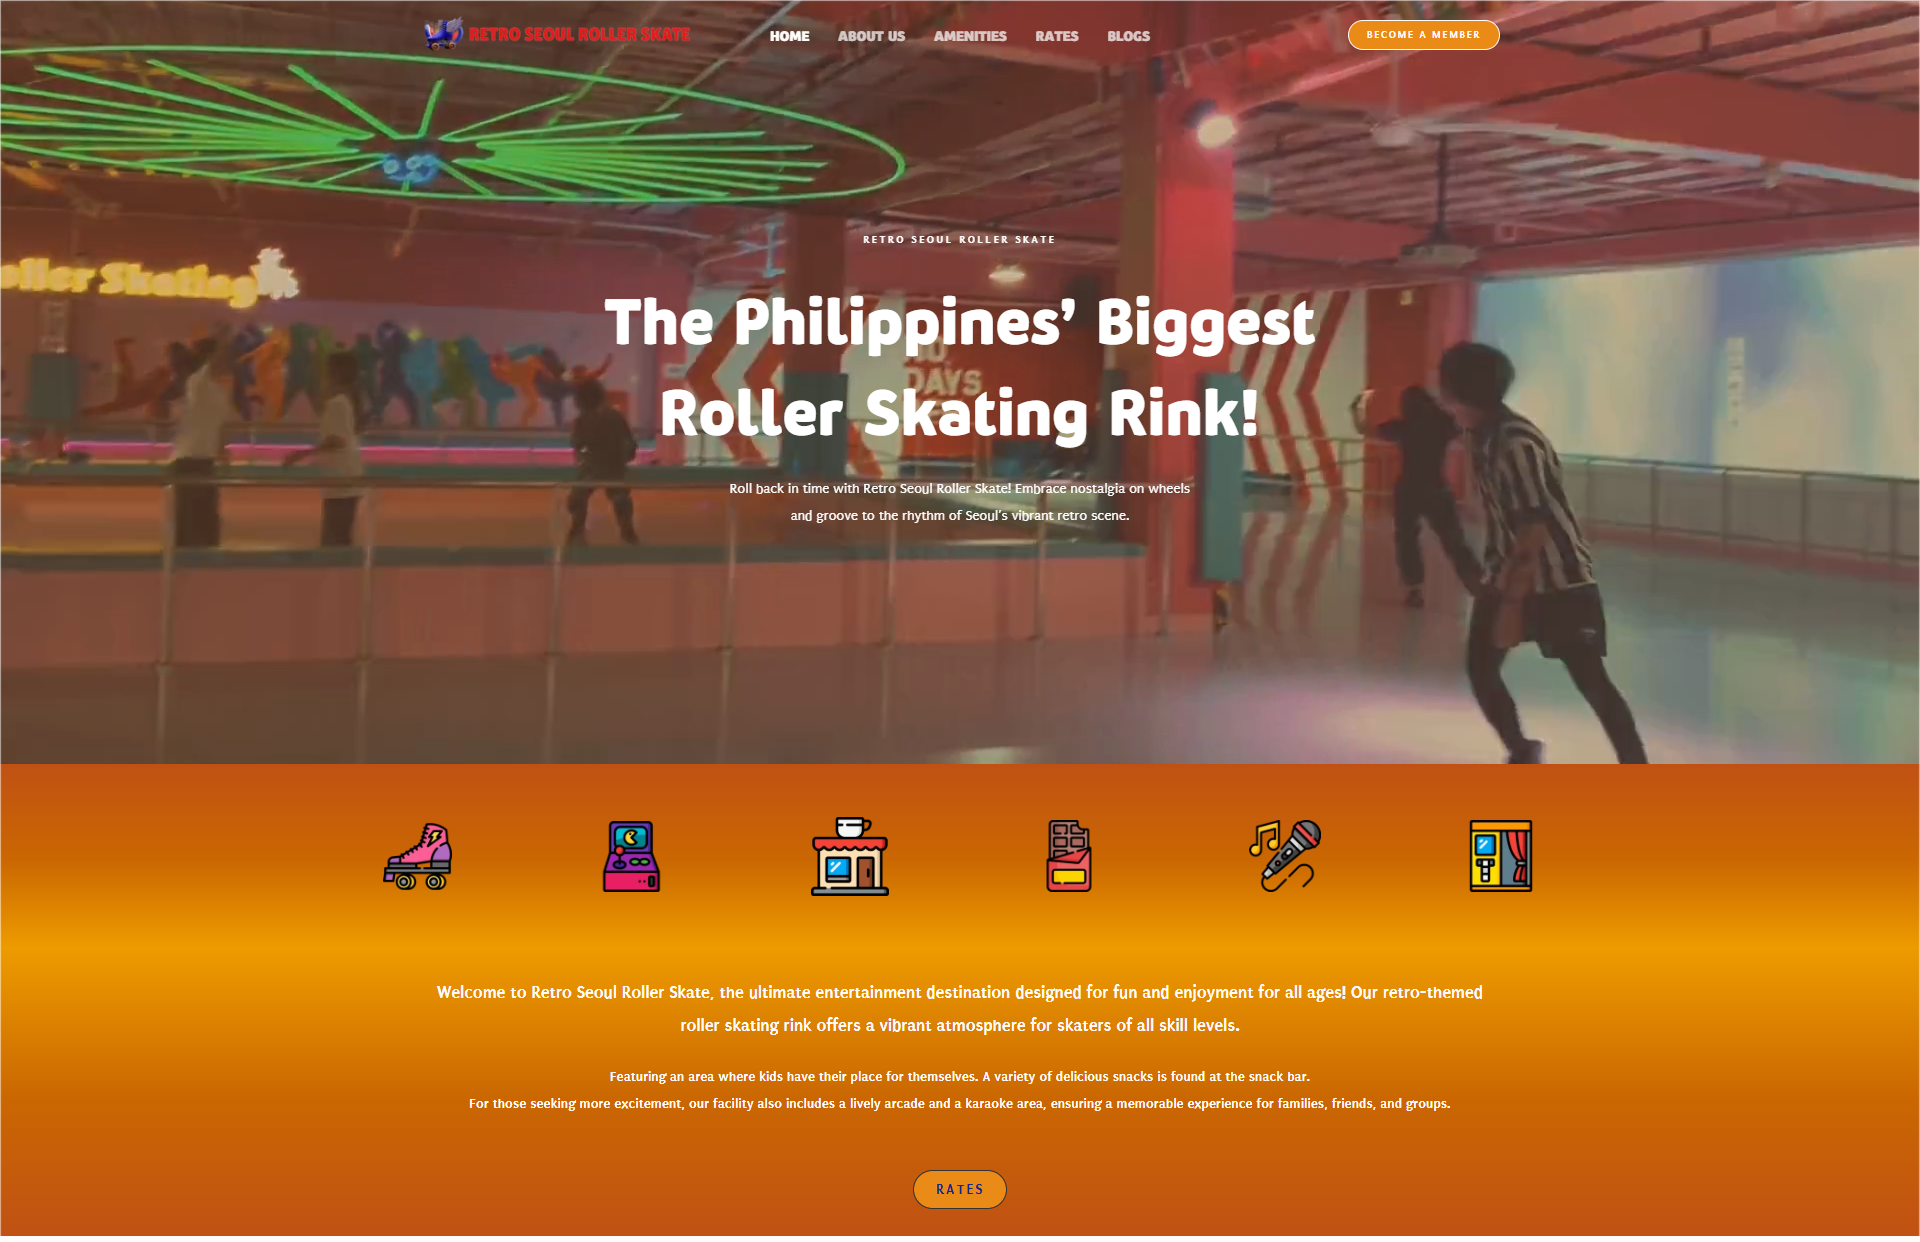 RETRO SEOUL ROLLER SKATE
HOME
ABOUT US
AMENITIES
RATES
BLOGS
BECOME A MEMBER
RETRO SEOUL ROLLER SKATE
oller Skating
The Philippines’ Biggest
Roller Skating Rink!
DAYS
Roll back in time with Retro Seoul Roller Skate! Embrace nostalgia on wheels
and groove to the rhythm of Seoul’s vibrant retro scene.
Welcome to Retro Seoul Roller Skate, the ultimate entertainment destination designed for fun and enjoyment for all ages! Our retro-themed
roller skating rink offers a vibrant atmosphere for skaters of all skill levels.
Featuring an area where kids have their place for themselves. A variety of delicious snacks is found at the snack bar.
For those seeking more excitement, our facility also includes a lively arcade and a karaoke area, ensuring a memorable experience for families, friends, and groups.
RATES